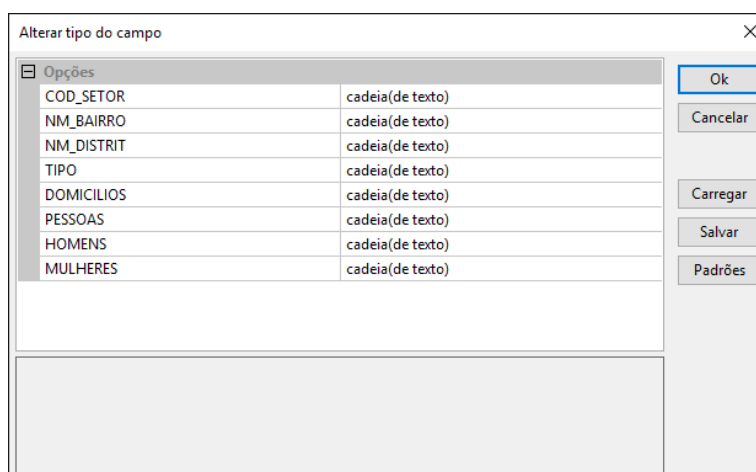 Alterar tipo do campo
Opções
COD_SETOR cadeia(de texto)
NM_BAIRRO cadeia(de texto)
NM_DISTRIT cadeia(de texto)
TIPO cadeia(de texto)
DOMICILIOS cadeia(de texto)
PESSOAS cadeia(de texto)
HOMENS cadeia(de texto)
MULHERES cadeia(de texto)
Ok
Cancelar
Carregar
Salvar
Padrões